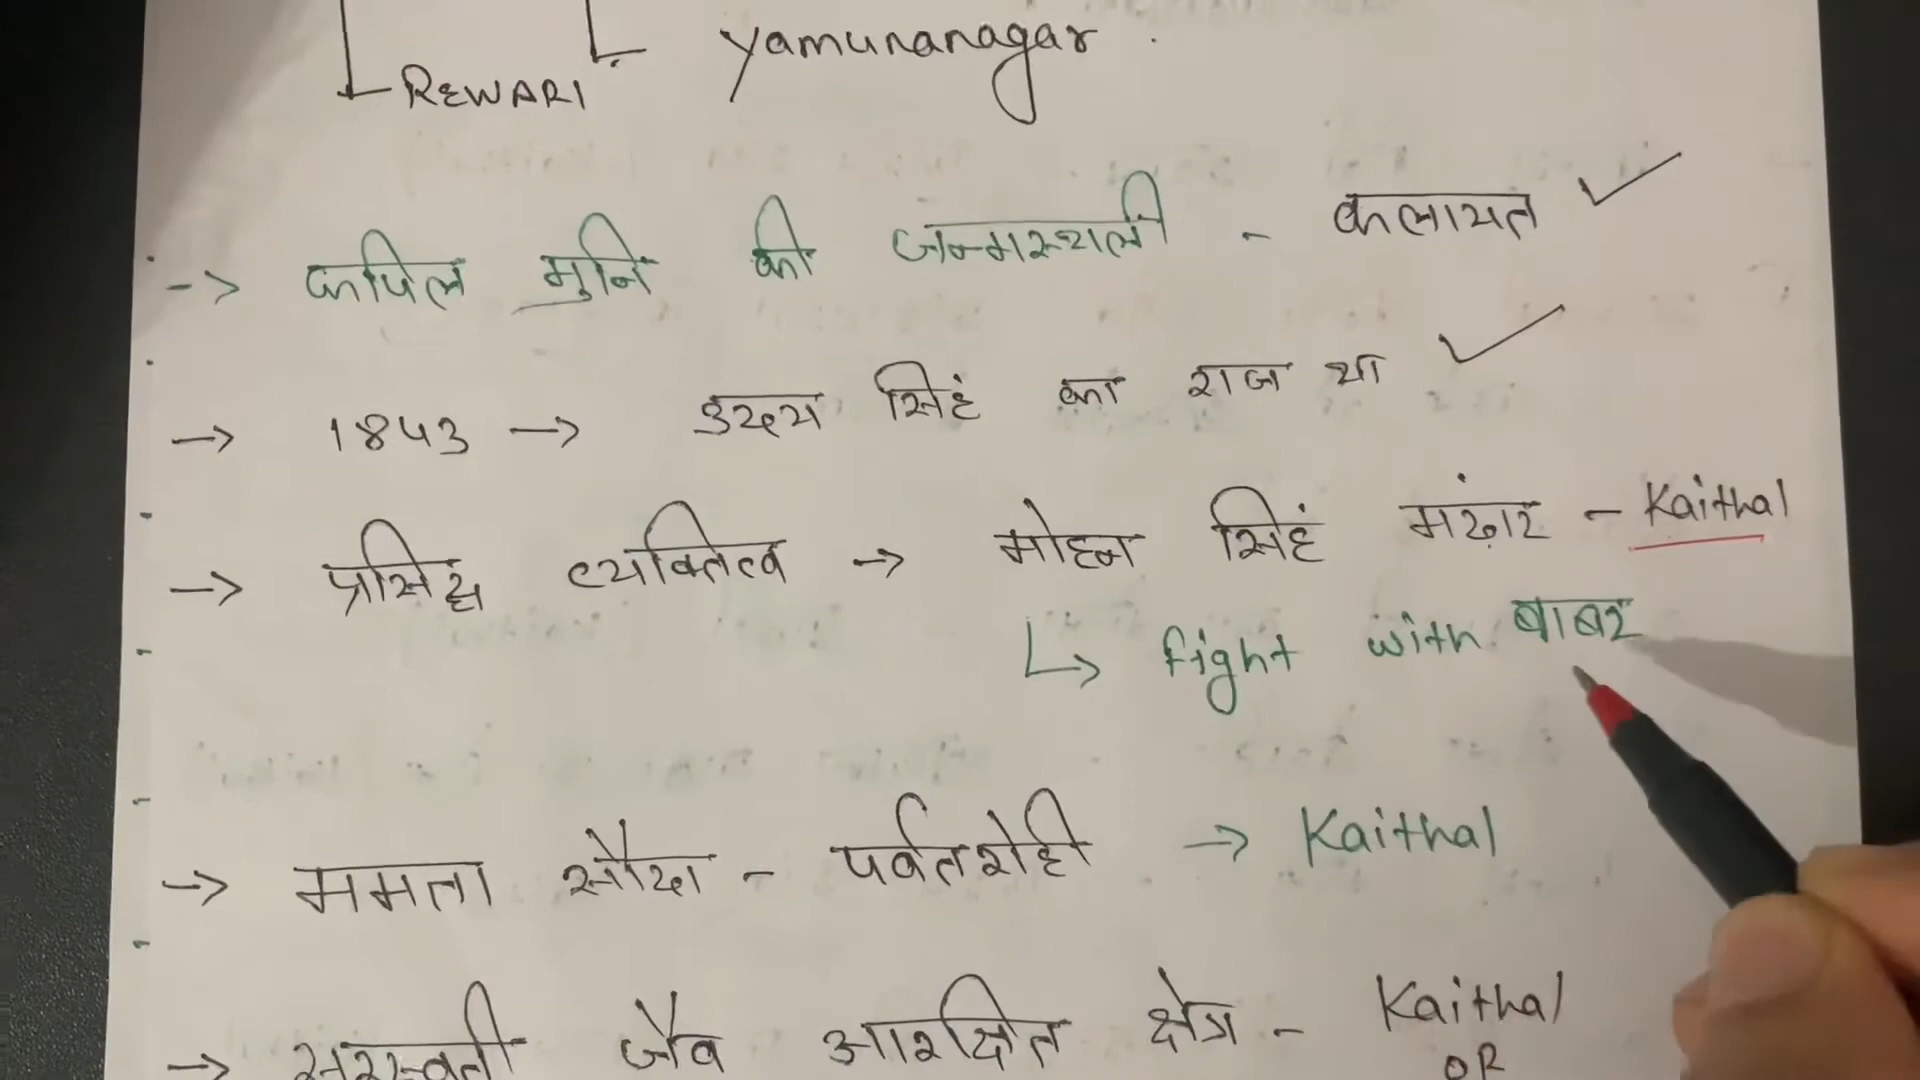 REWARI yamunanagar
-> कपिल मुनि की जन्मस्थली - कलायत ✓
-> 1843 -> उदय सिहं का राज था ✓
-> प्रसिद्ध व्यक्तित्व -> मोहन सिहं मंढ़ार - Kaithal
↳ fight with बाबर
-> ममता सौदा - पर्वतरोही -> Kaithal
-> सरस्वती जैव आरक्षित क्षेत्र - Kaithal
OR